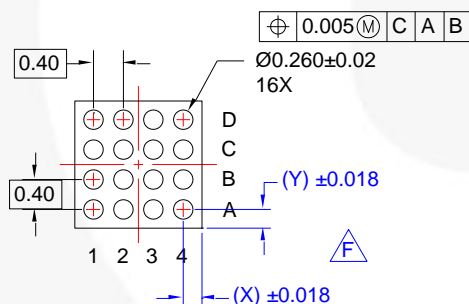 ⌖ 0.005 Ⓜ C A B
0.40
Ø0.260±0.02
16X
D
C
B
A
0.40
(Y) ±0.018
F
1 2 3 4
(X) ±0.018